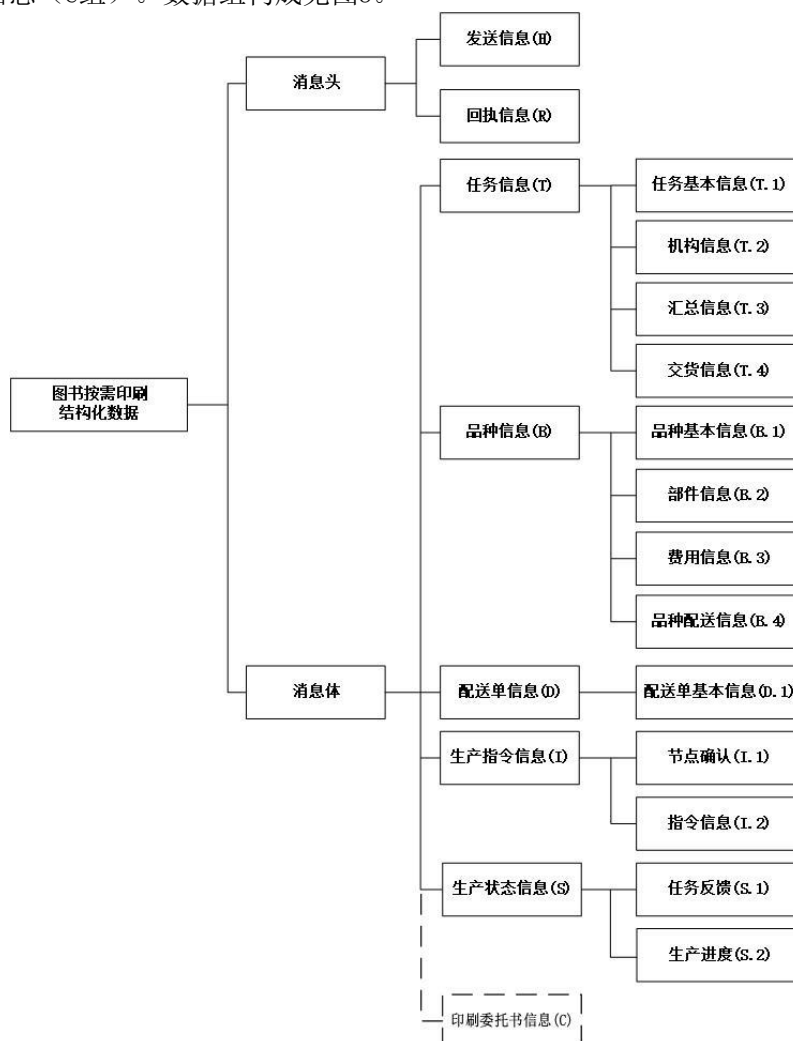 信息（C组）。数据组构成见图3。
发送信息(H)
消息头
回执信息(R)
任务信息(T)
任务基本信息(T.1)
机构信息(T.2)
汇总信息(T.3)
交货信息(T.4)
图书按需印刷
结构化数据
品种信息(B)
品种基本信息(B.1)
部件信息(B.2)
费用信息(B.3)
品种配送信息(B.4)
消息体
配送单信息(D)
配送单基本信息(D.1)
生产指令信息(I)
节点确认(I.1)
指令信息(I.2)
生产状态信息(S)
任务反馈(S.1)
生产进度(S.2)
印刷委托书信息(C)